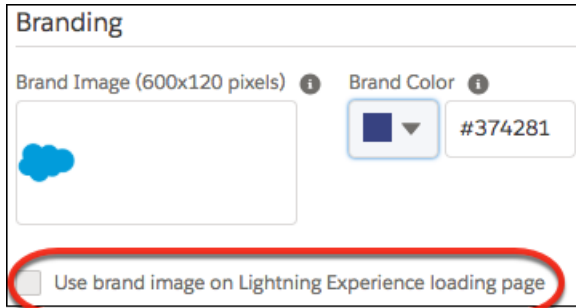 Branding
Brand Image (600x120 pixels)
Brand Color
#374281
Use brand image on Lightning Experience loading page